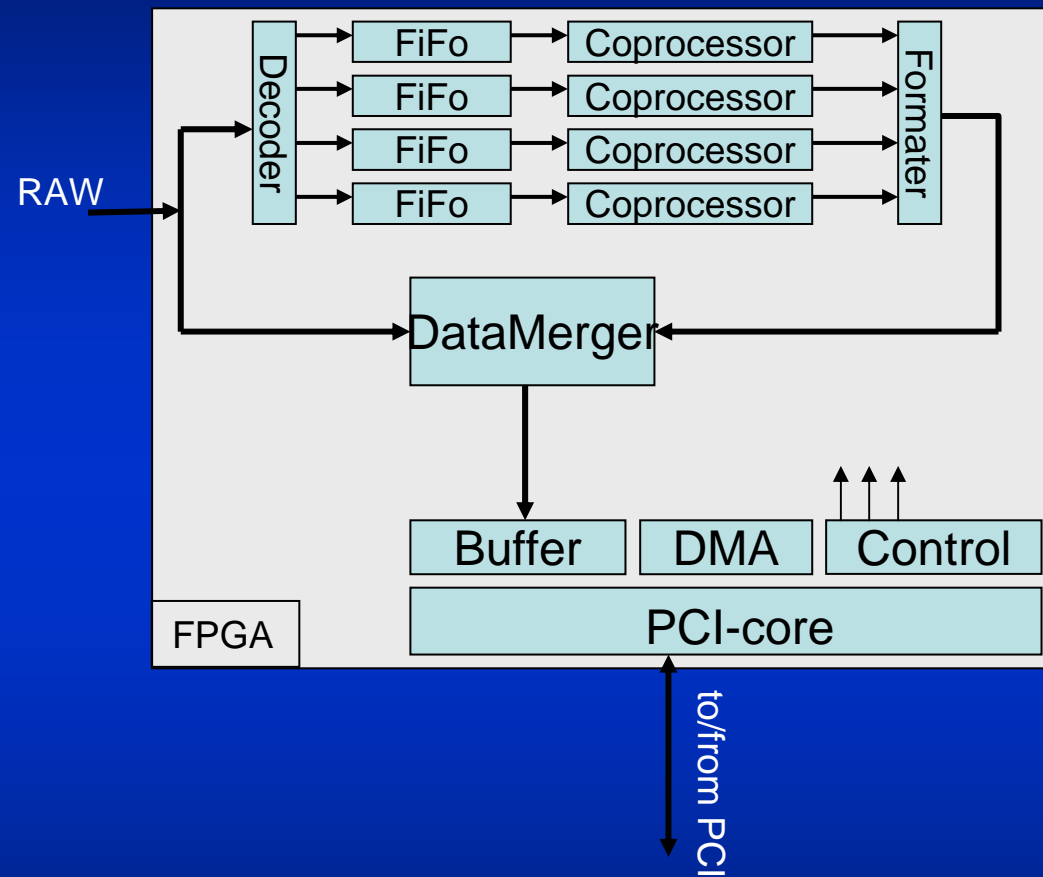 FiFo
Coprocessor
FiFo
Coprocessor
FiFo
Coprocessor
FiFo
Coprocessor
Decoder
Formater
RAW
DataMerger
Buffer
DMA
Control
PCI-core
FPGA
to/from PCI